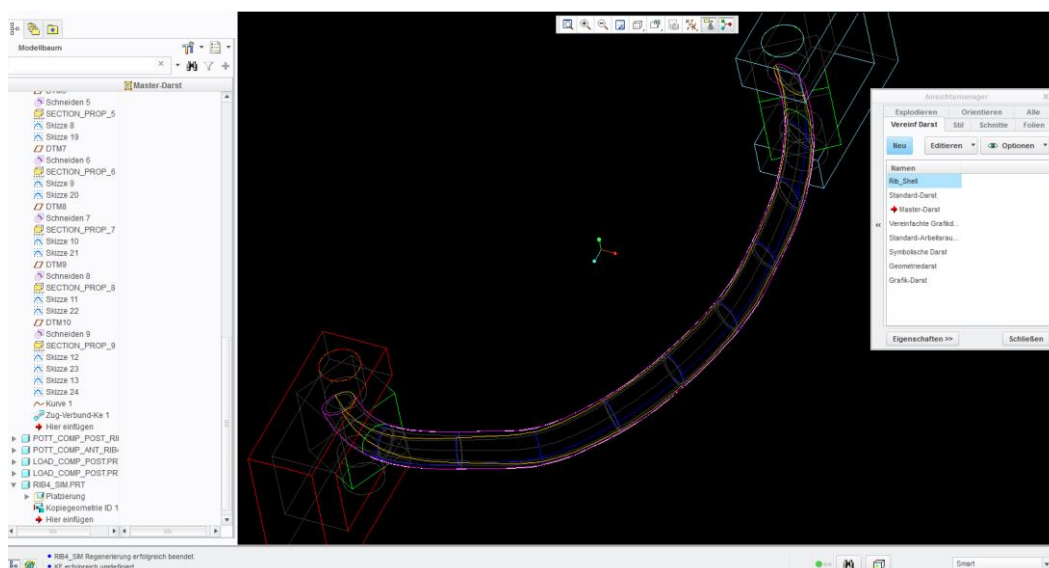 Modellbaum
Master-Darst
Schneiden 5
SECTION_PROP_5
Skizze 8
Skizze 19
DTM7
Schneiden 6
SECTION_PROP_6
Skizze 9
Skizze 20
DTM8
Schneiden 7
SECTION_PROP_7
Skizze 10
Skizze 21
DTM9
Schneiden 8
SECTION_PROP_8
Skizze 11
Skizze 22
DTM10
Schneiden 9
SECTION_PROP_9
Skizze 12
Skizze 23
Skizze 13
Skizze 24
Kurve 1
Zug-Verbund-Ke 1
Hier einfügen
POTT_COMP_POST_RI
POTT_COMP_ANT_RIB
LOAD_COMP_POST.PR
LOAD_COMP_POST.PR
RIB4_SIM.PRT
Platzierung
Kopiegeometrie ID 1
Hier einfügen
RIB4_SIM Regenerierung erfolgreich beendet
KE erfolgreich umdefiniert
Ansichtsmanager
Explodieren Orientieren Alle
Vereinf Darst Stil Schnitte Folien
Neu Editieren Optionen
Namen
Rib_Shell
Standard-Darst
Master-Darst
Vereinfachte Grafikd...
Standard-Arbeitsrau...
Symbolische Darst
Geometriedarst
Grafik-Darst
Eigenschaften >> Schließen
Smart